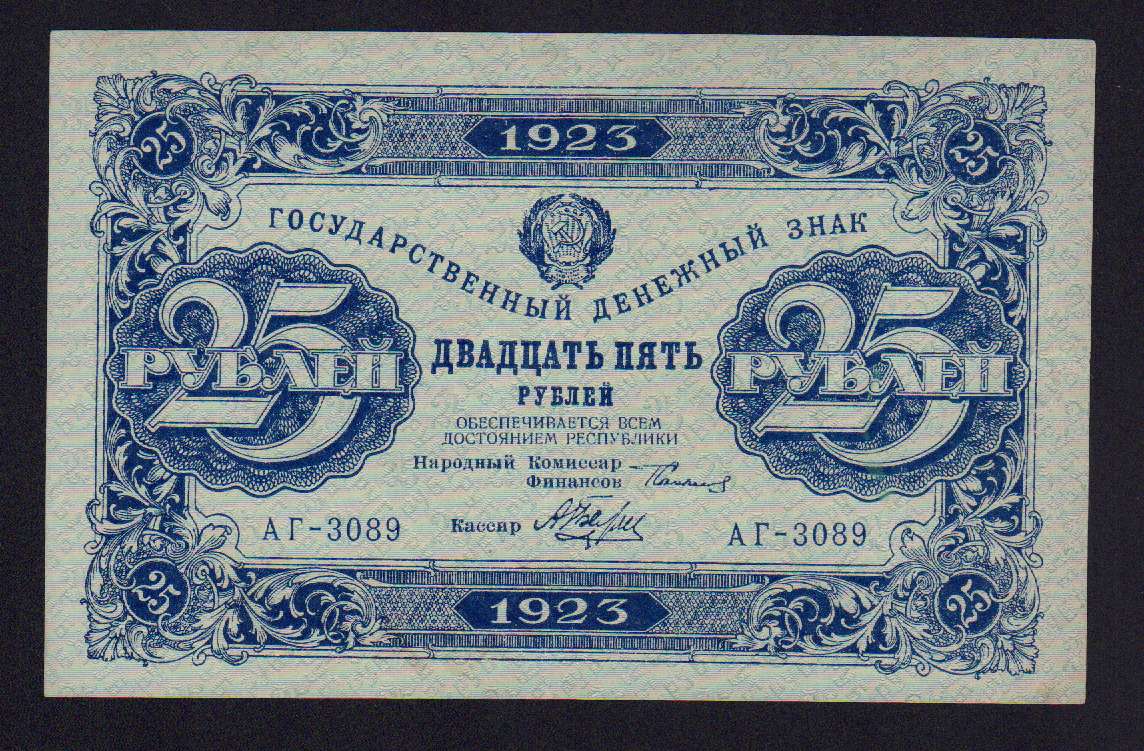 1923
25
25
ГОСУДАРСТВЕННЫЙ ДЕНЕЖНЫЙ ЗНАК
25
РУБЛЕЙ
25
РУБЛЕЙ
ДВАДЦАТЬ ПЯТЬ
РУБЛЕЙ
ОБЕСПЕЧИВАЕТСЯ ВСЕМ
ДОСТОЯНИЕМ РЕСПУБЛИКИ
Народный Комиссар
Финансов
АГ-3089
Кассир
АГ-3089
25
25
1923